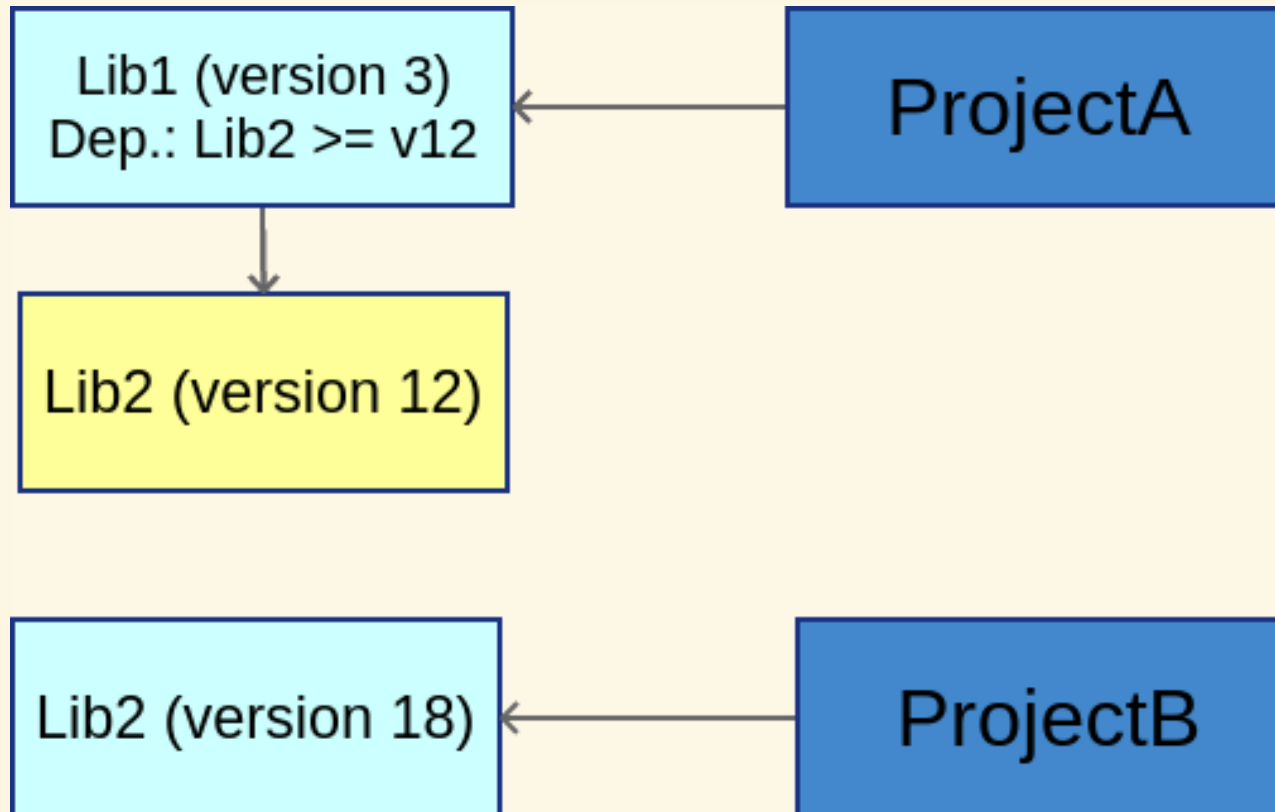 Lib1 (version 3)
Dep.: Lib2 >= v12
ProjectA
Lib2 (version 12)
Lib2 (version 18)
ProjectB